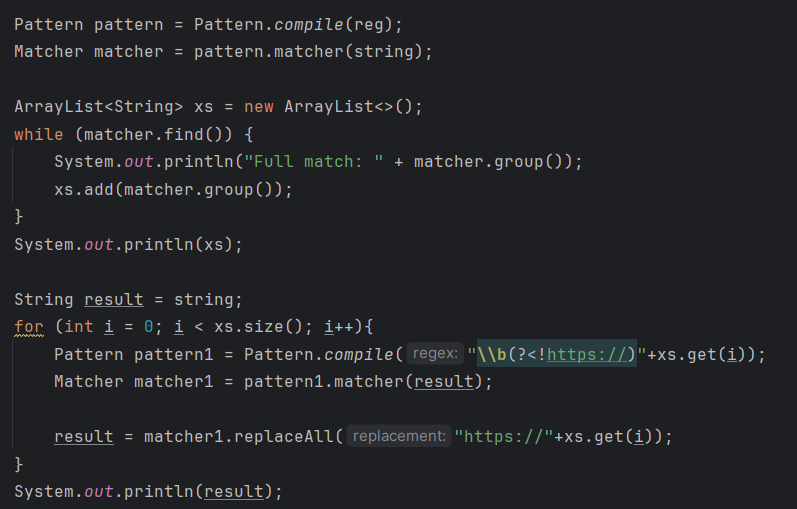 Pattern pattern = Pattern.compile(reg);
Matcher matcher = pattern.matcher(string);

ArrayList<String> xs = new ArrayList<>();
while (matcher.find()) {
    System.out.println("Full match: " + matcher.group());
    xs.add(matcher.group());
}
System.out.println(xs);

String result = string;
for (int i = 0; i < xs.size(); i++){
    Pattern pattern1 = Pattern.compile( regex: "\\b(?<!https://)"+xs.get(i));
    Matcher matcher1 = pattern1.matcher(result);

    result = matcher1.replaceAll( replacement: "https://"+xs.get(i));
}
System.out.println(result);